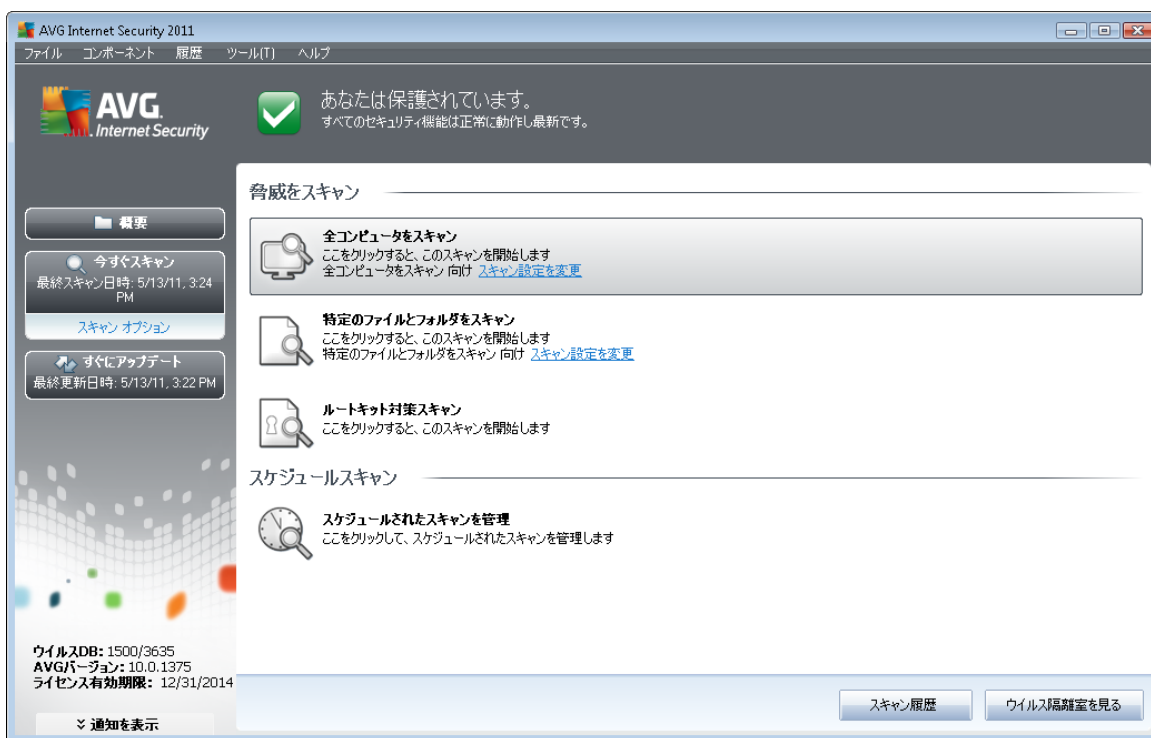 AVG Internet Security 2011
ファイル コンポーネント 履歴 ツール(T) ヘルプ
AVG.
Internet Security
あなたは保護されています。
すべてのセキュリティ機能は正常に動作し最新です。
概要
今すぐスキャン
最終スキャン日時: 5/13/11, 3:24
PM
スキャン オプション
すぐにアップデート
最終更新日時: 5/13/11, 3:22 PM
脅威をスキャン
全コンピュータをスキャン
ここをクリックすると、このスキャンを開始します
全コンピュータをスキャン 向け スキャン設定を変更
特定のファイルとフォルダをスキャン
ここをクリックすると、このスキャンを開始します
特定のファイルとフォルダをスキャン 向け スキャン設定を変更
ルートキット対策スキャン
ここをクリックすると、このスキャンを開始します
スケジュールスキャン
スケジュールされたスキャンを管理
ここをクリックして、スケジュールされたスキャンを管理します
ウイルスDB: 1500/3635
AVGバージョン: 10.0.1375
ライセンス有効期限: 12/31/2014
通知を表示
スキャン履歴
ウイルス隔離室を見る